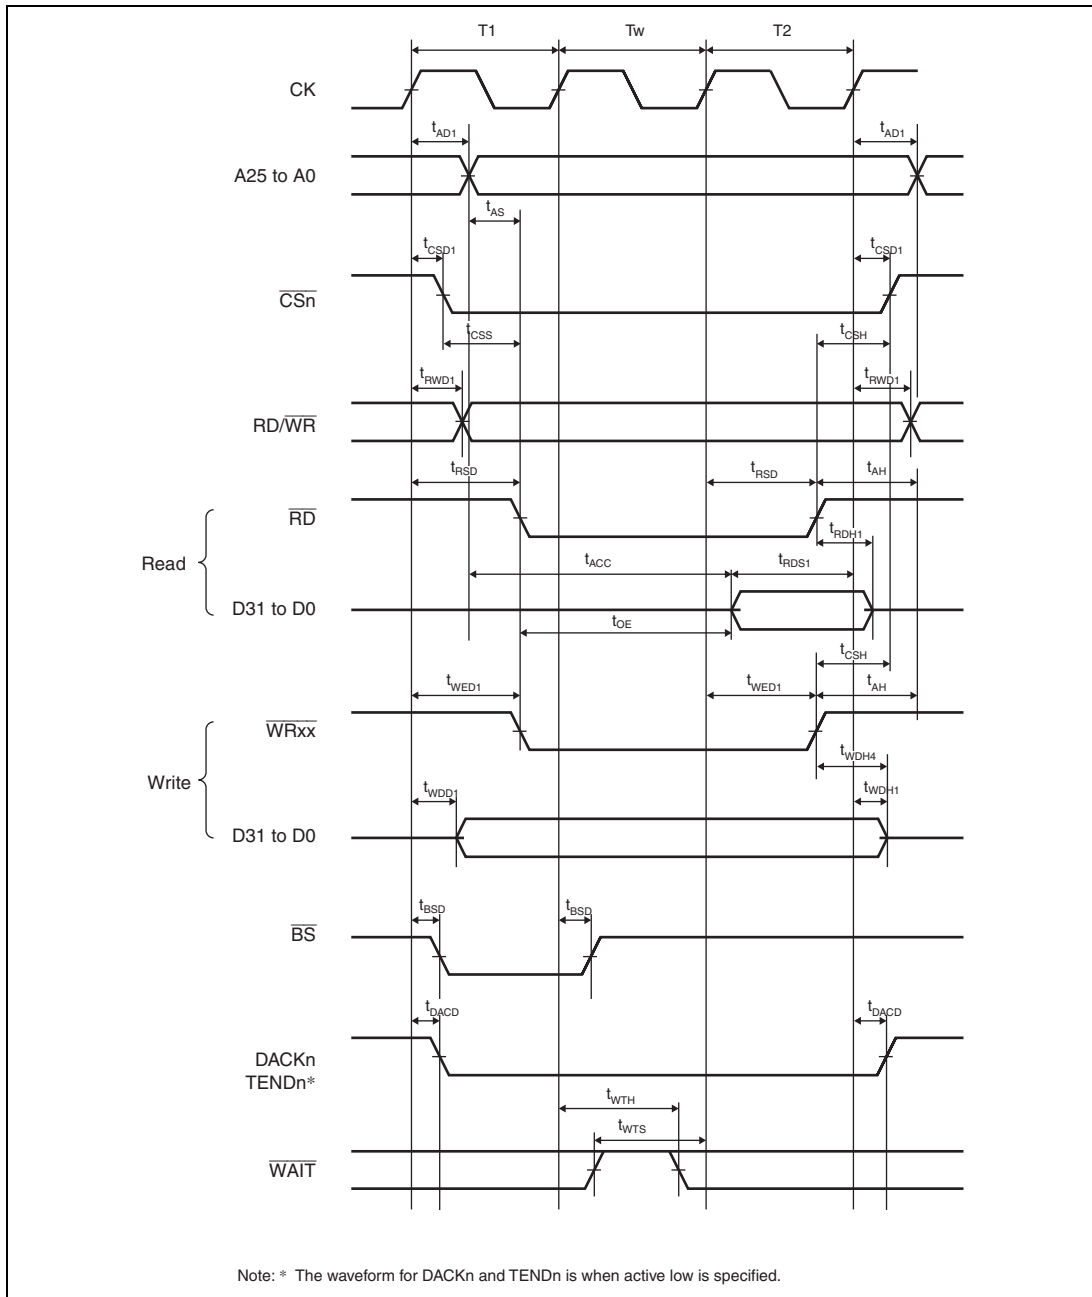 T1 Tw T2
CK
tAD1 tAD1
A25 to A0
tAS
tCSD1 tCSD1
CSn
tCSS tCSH
tRWD1 tRWD1
RD/WR
tRSD tRSD tAH
RD
tRDH1
Read
tACC tRDS1
D31 to D0
tOE
tCSH
tWED1 tWED1 tAH
WRxx
tWDH4
Write
tWDD1 tWDH1
D31 to D0
tBSD tBSD
BS
tDACD tDACD
DACKn
TENDn*
tWTH
tWTS
WAIT
Note: * The waveform for DACKn and TENDn is when active low is specified.